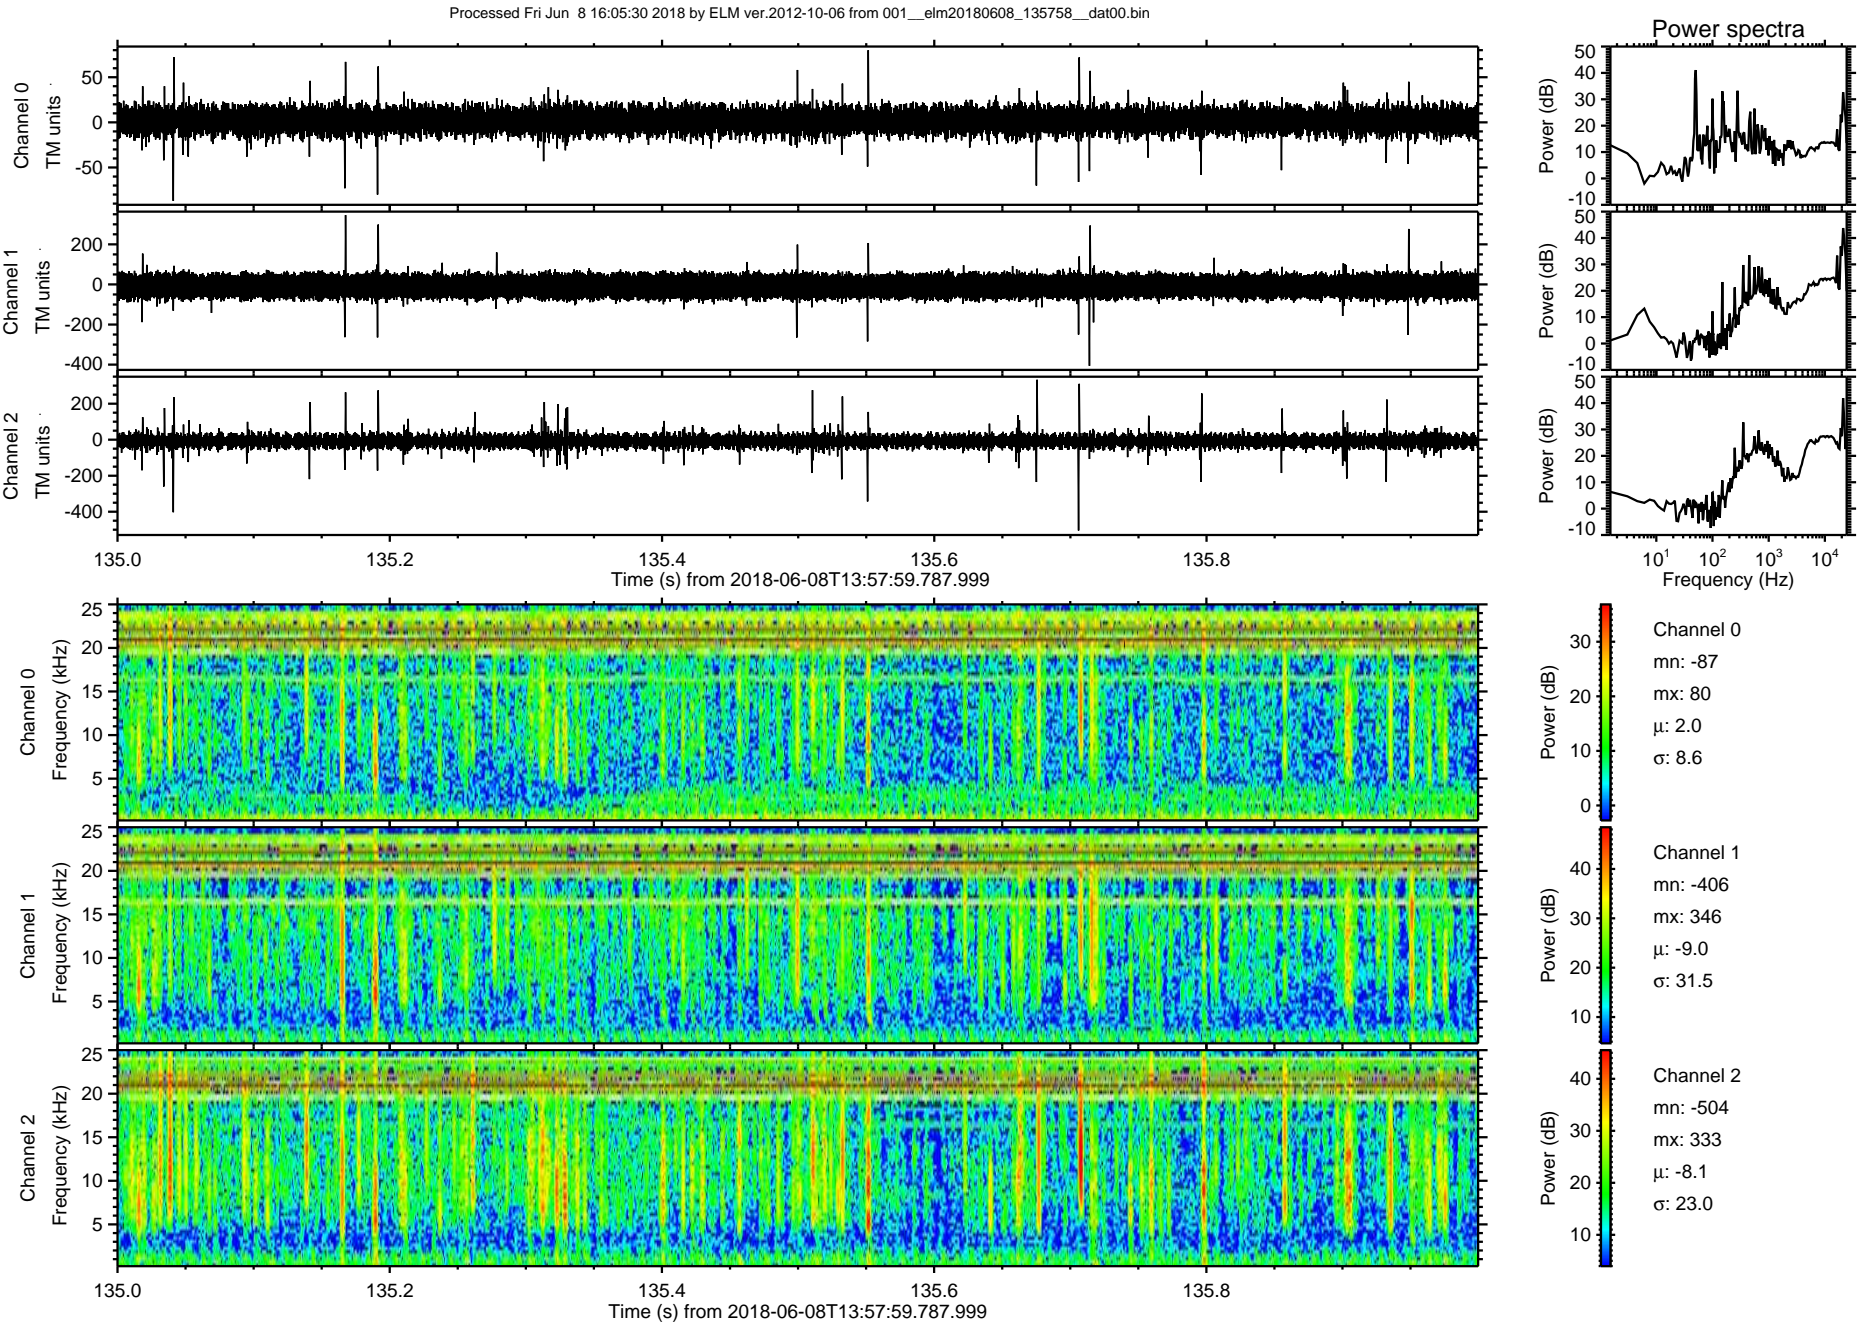 Processed Fri Jun  8 16:05:30 2018 by ELM ver.2012-10-06 from 001__elm20180608_135758__dat00.bin
Power spectra
Channel 0
TM units
50
0
-50
Power (dB)
50
40
30
20
10
0
-10
Channel 1
TM units
200
0
-200
-400
Power (dB)
50
40
30
20
10
0
-10
Channel 2
TM units
200
0
-200
-400
Power (dB)
50
40
30
20
10
0
-10
135.0
135.2
135.4
135.6
135.8
Time (s) from 2018-06-08T13:57:59.787.999
10¹
10²
10³
10⁴
Frequency (Hz)
Channel 0
Frequency (kHz)
25
20
15
10
5
Power (dB)
30
20
10
0
Channel 0
mn: -87
mx: 80
μ: 2.0
σ: 8.6
Channel 1
Frequency (kHz)
25
20
15
10
5
Power (dB)
40
30
20
10
Channel 1
mn: -406
mx: 346
μ: -9.0
σ: 31.5
Channel 2
Frequency (kHz)
25
20
15
10
5
Power (dB)
40
30
20
10
Channel 2
mn: -504
mx: 333
μ: -8.1
σ: 23.0
135.0
135.2
135.4
135.6
135.8
Time (s) from 2018-06-08T13:57:59.787.999